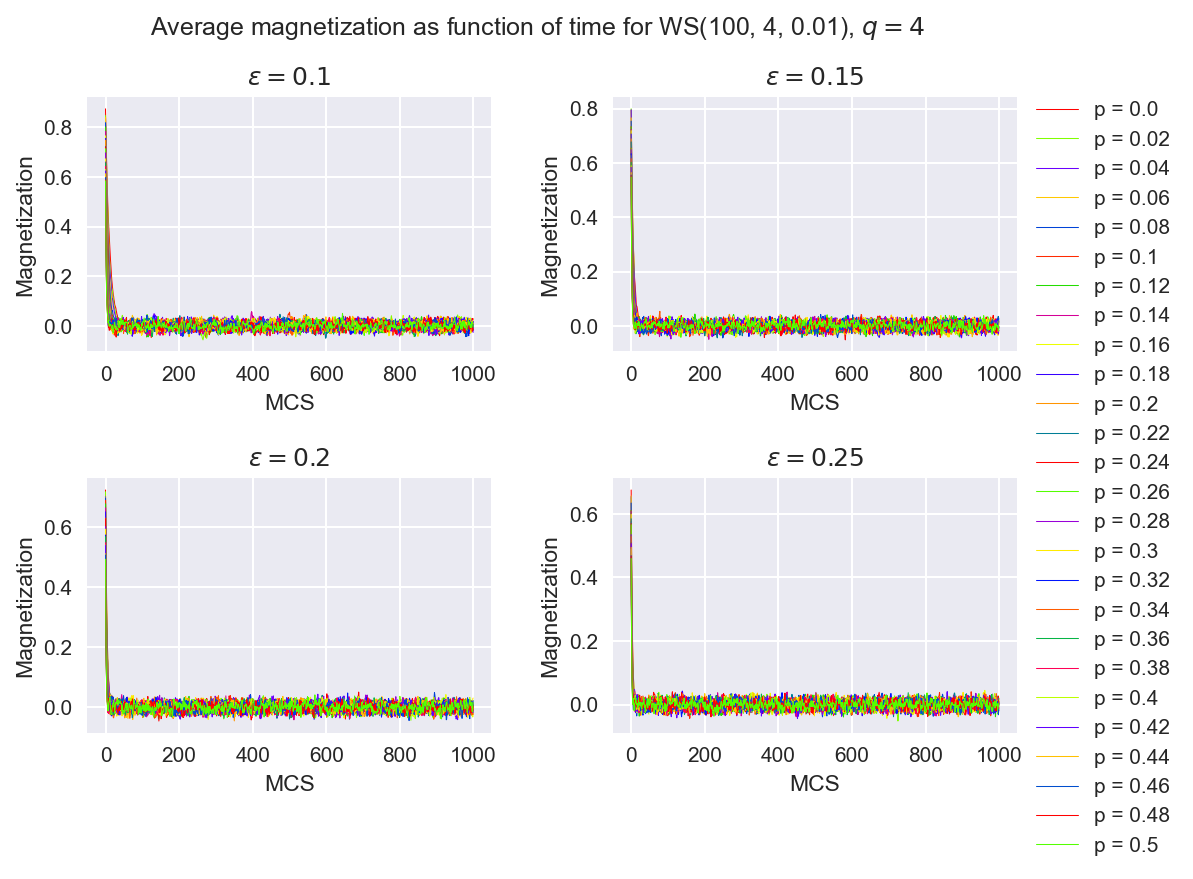 Average magnetization as function of time for WS(100, 4, 0.01), q = 4
ε = 0.1
Magnetization
0.8
0.6
0.4
0.2
0.0
0 200 400 600 800 1000
MCS
ε = 0.15
Magnetization
0.8
0.6
0.4
0.2
0.0
0 200 400 600 800 1000
MCS
ε = 0.2
Magnetization
0.6
0.4
0.2
0.0
0 200 400 600 800 1000
MCS
ε = 0.25
Magnetization
0.6
0.4
0.2
0.0
0 200 400 600 800 1000
MCS
p = 0.0
p = 0.02
p = 0.04
p = 0.06
p = 0.08
p = 0.1
p = 0.12
p = 0.14
p = 0.16
p = 0.18
p = 0.2
p = 0.22
p = 0.24
p = 0.26
p = 0.28
p = 0.3
p = 0.32
p = 0.34
p = 0.36
p = 0.38
p = 0.4
p = 0.42
p = 0.44
p = 0.46
p = 0.48
p = 0.5